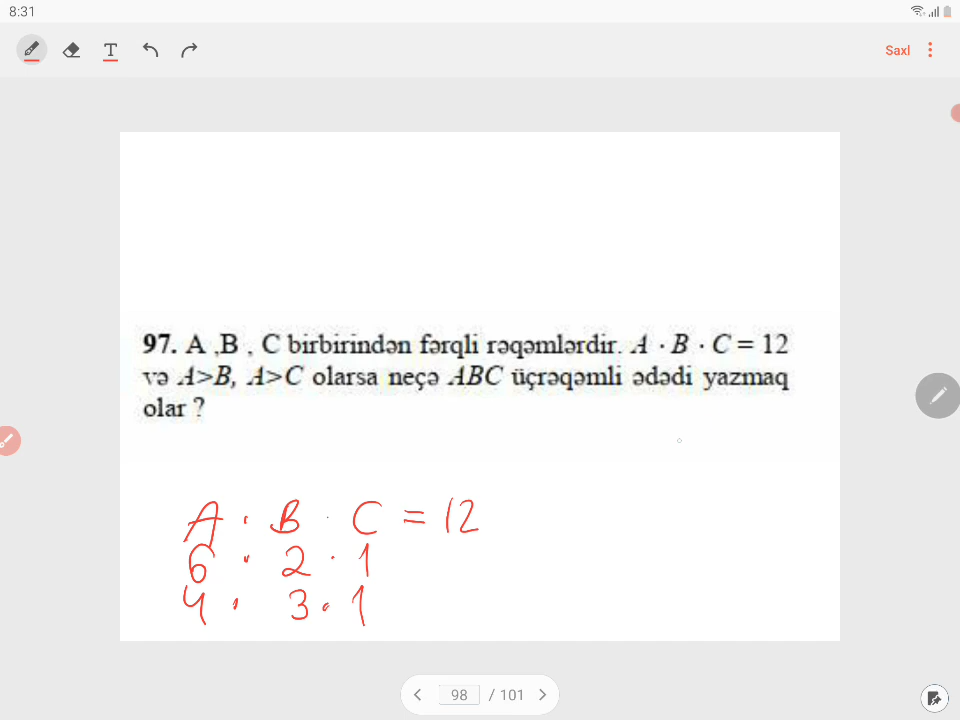 8:31
T
Saxl
97. A ,B , C birbirindən fərqli rəqəmlərdir. A · B · C = 12
və A>B, A>C olarsa neçə ABC üçrəqəmli ədədi yazmaq
olar ?
A · B · C = 12
6 · 2 · 1
4 · 3 · 1
98 / 101